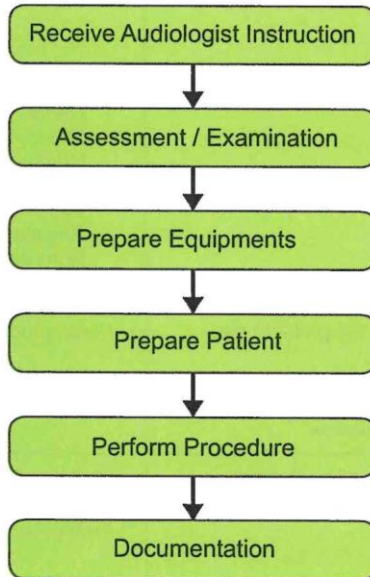 Receive Audiologist Instruction
Assessment / Examination
Prepare Equipments
Prepare Patient
Perform Procedure
Documentation